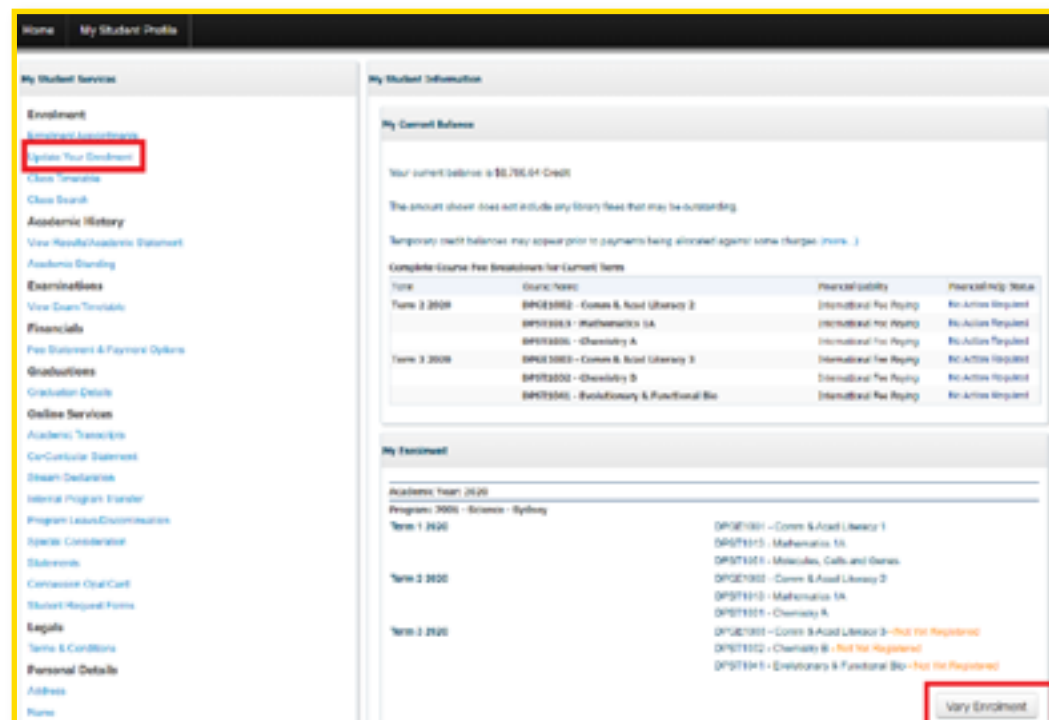 Home My Student Profile
My Student Services
Enrolment
Enrolment Appointments
Update Your Enrolment
Class Timetable
Class Search
Academic History
View Results/Academic Statement
Academic Standing
Examinations
View Exam Timetable
Financials
Fee Statement & Payment Options
Graduations
Graduation Details
Online Services
Academic Transcripts
Co-Curricular Statement
Stream Declaration
Internal Program Transfer
Program Leave/Discontinuation
Special Consideration
Statements
Concession Opal Card
Student Request Forms
Legals
Terms & Conditions
Personal Details
Address
Name
My Student Information
My Current Balance
Your current balance is Credit
The amount shown does not include any library fees that may be outstanding.
Temporary credit balances may appear prior to payments being allocated against some charges (more...)
Complete Course Fee Breakdown for Current Term
Term Course Name Financial Liability Financial Help Status
Term 2 2020 DPGE1002 - Comm & Acad Literacy 2 International Fee Paying No Action Required
DPST1013 - Mathematics 1A International Fee Paying No Action Required
DPST1031 - Chemistry A International Fee Paying No Action Required
Term 3 2020 DPGE1003 - Comm & Acad Literacy 3 International Fee Paying No Action Required
DPST1032 - Chemistry B International Fee Paying No Action Required
DPST1041 - Evolutionary & Functional Bio International Fee Paying No Action Required
My Enrolment
Academic Year: 2020
Program: - Science - Sydney
Term 1 2020 DPGE1001 - Comm & Acad Literacy 1
DPST1013 - Mathematics 1A
DPST1051 - Molecules, Cells and Genes
Term 2 2020 DPGE1002 - Comm & Acad Literacy 2
DPST1013 - Mathematics 1A
DPST1031 - Chemistry A
Term 3 2020 DPGE1003 - Comm & Acad Literacy 3 - Not Yet Registered
DPST1032 - Chemistry B - Not Yet Registered
DPST1041 - Evolutionary & Functional Bio - Not Yet Registered
Vary Enrolment